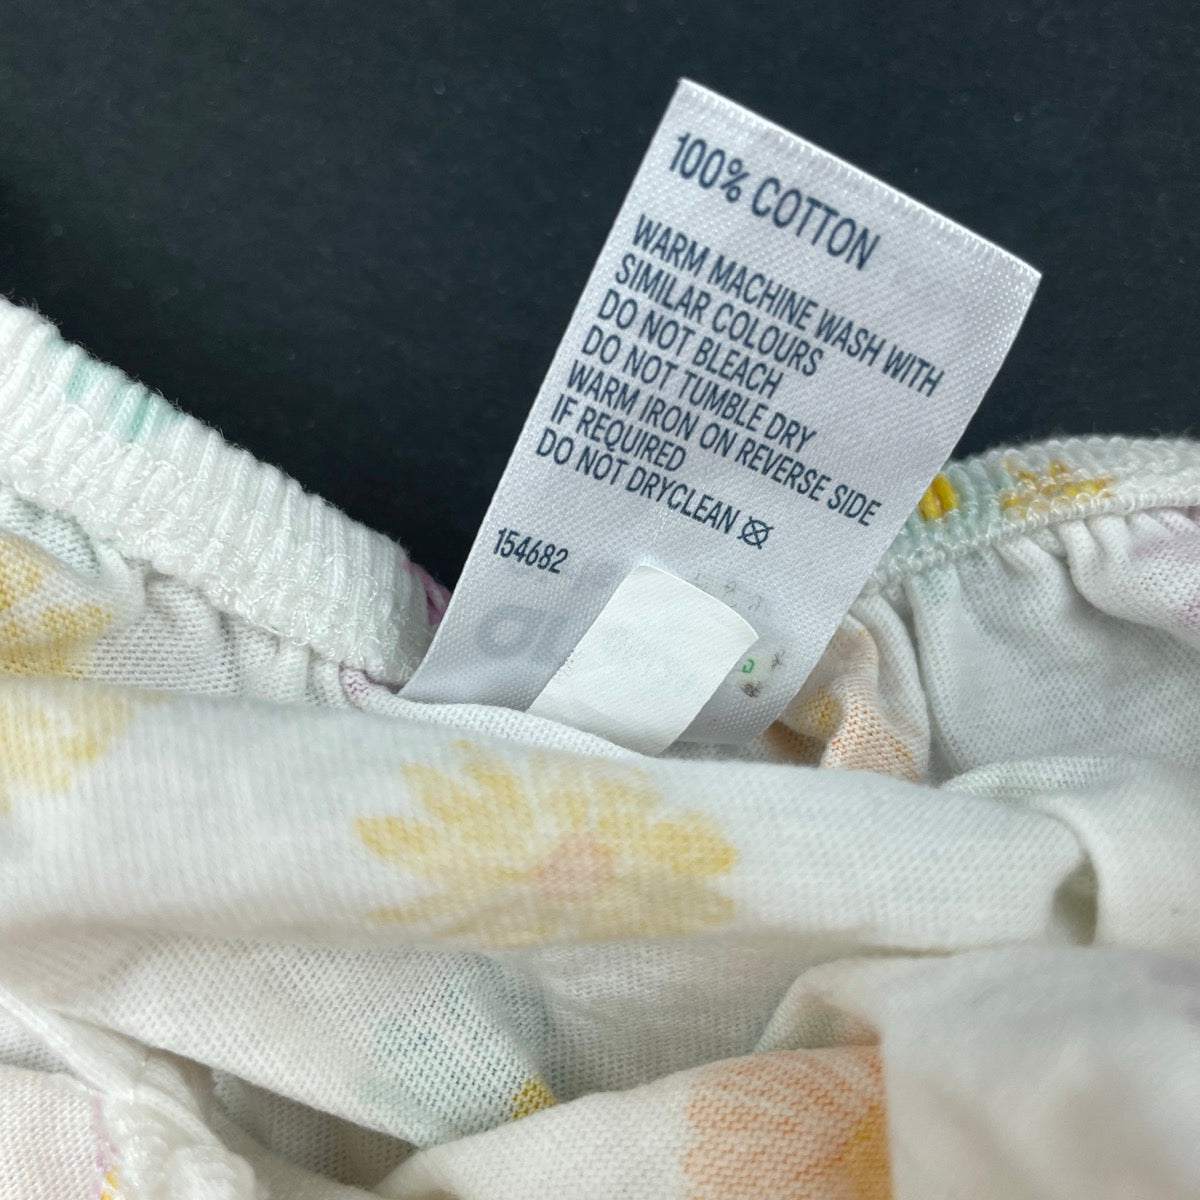 100% COTTON
WARM MACHINE WASH WITH
SIMILAR COLOURS
DO NOT BLEACH
DO NOT TUMBLE DRY
WARM IRON ON REVERSE SIDE
IF REQUIRED
DO NOT DRYCLEAN
154682